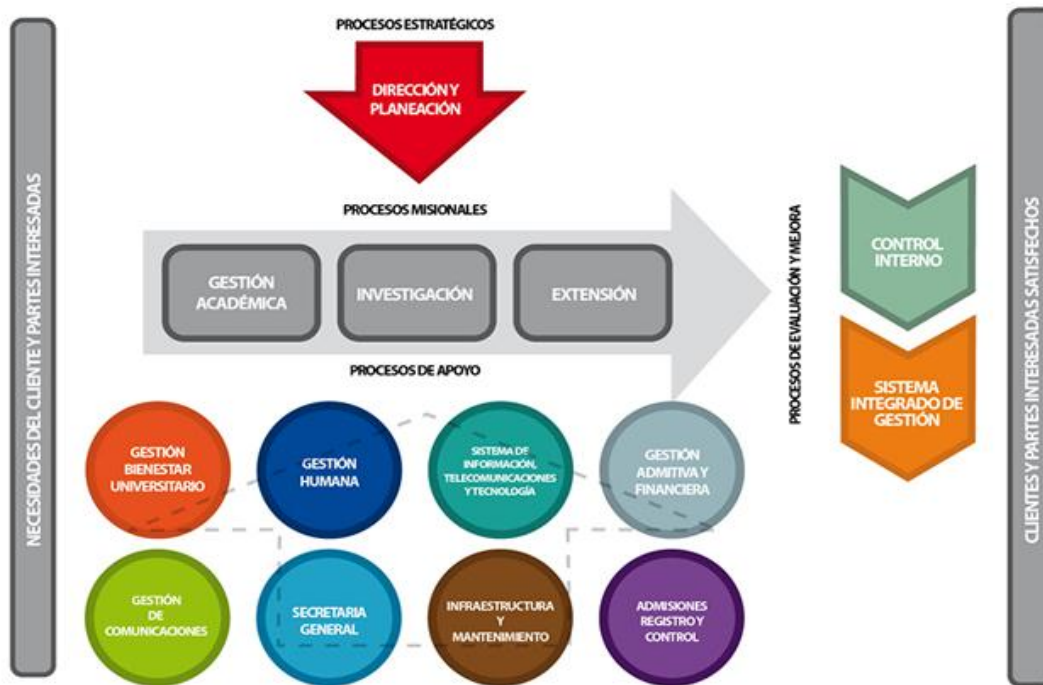 NECESIDADES DEL CLIENTE Y PARTES INTERESADAS
PROCESOS ESTRATÉGICOS
DIRECCIÓN Y
PLANEACIÓN
PROCESOS MISIONALES
GESTIÓN
ACADÉMICA
INVESTIGACIÓN
EXTENSIÓN
PROCESOS DE APOYO
GESTIÓN
BIENESTAR
UNIVERSITARIO
GESTIÓN
HUMANA
SISTEMA DE
INFORMACIÓN,
TELECOMUNICACIONES
Y TECNOLOGÍA
GESTIÓN
ADMITIVA Y
FINANCIERA
GESTIÓN
DE
COMUNICACIONES
SECRETARIA
GENERAL
INFRAESTRUCTURA
Y
MANTENIMIENTO
ADMISIONES
REGISTRO Y
CONTROL
PROCESOS DE EVALUACIÓN Y MEJORA
CONTROL
INTERNO
SISTEMA
INTEGRADO DE
GESTIÓN
CLIENTES Y PARTES INTERESADAS SATISFECHOS